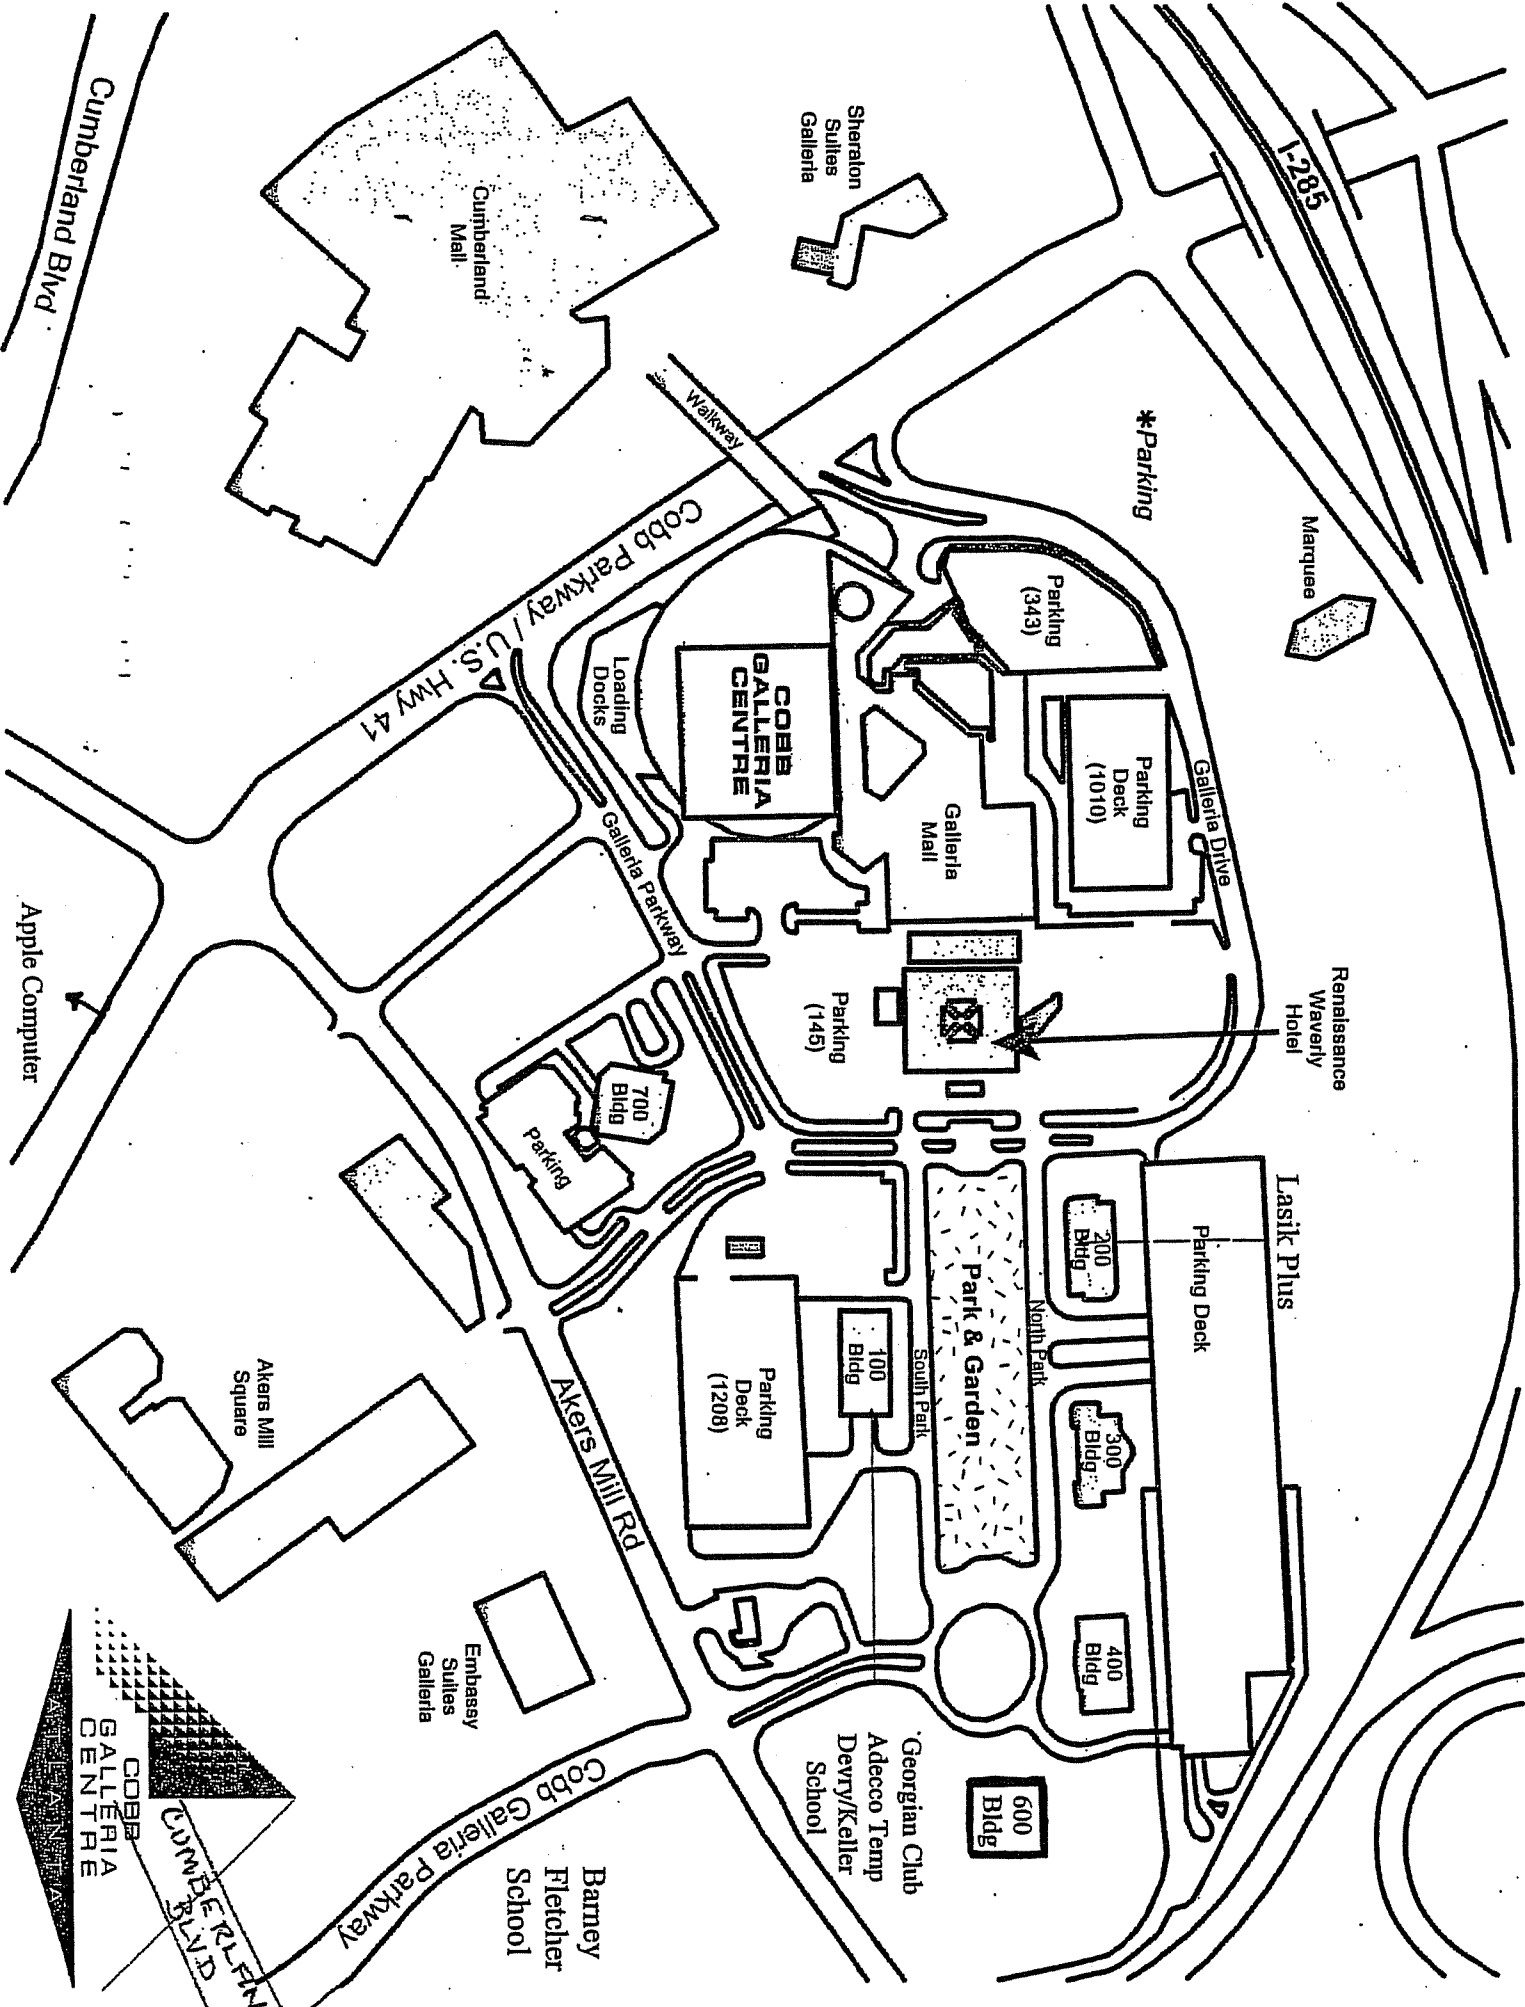 I-285
Sheraton
Suites
Galleria
Cumberland Blvd
Cumberland
Mall
*Parking
Marquee
Walkway
Cobb Parkway / U.S. Hwy 41
Parking
(343)
Loading
Docks
COBB
GALLERIA
CENTRE
Galleria
Mall
Parking
Deck
(1010)
Galleria Drive
Galleria Parkway
Renaissance
Waverly
Hotel
Parking
(145)
Apple Computer
700
Bldg
Parking
Lasik Plus
Parking Deck
200
Bldg
North Park
Park & Garden
South Park
100
Bldg
300
Bldg
Parking
Deck
(1208)
Akers Mill Rd
Akers Mill
Square
400
Bldg
Embassy
Suites
Galleria
Georgian Club
Adecco Temp
Devry/Keller
School
600
Bldg
Cobb Galleria Parkway
Barney
Fletcher
School
COBB
GALLERIA
CENTRE
ATLANTA
CUMBERLAN
BLVD